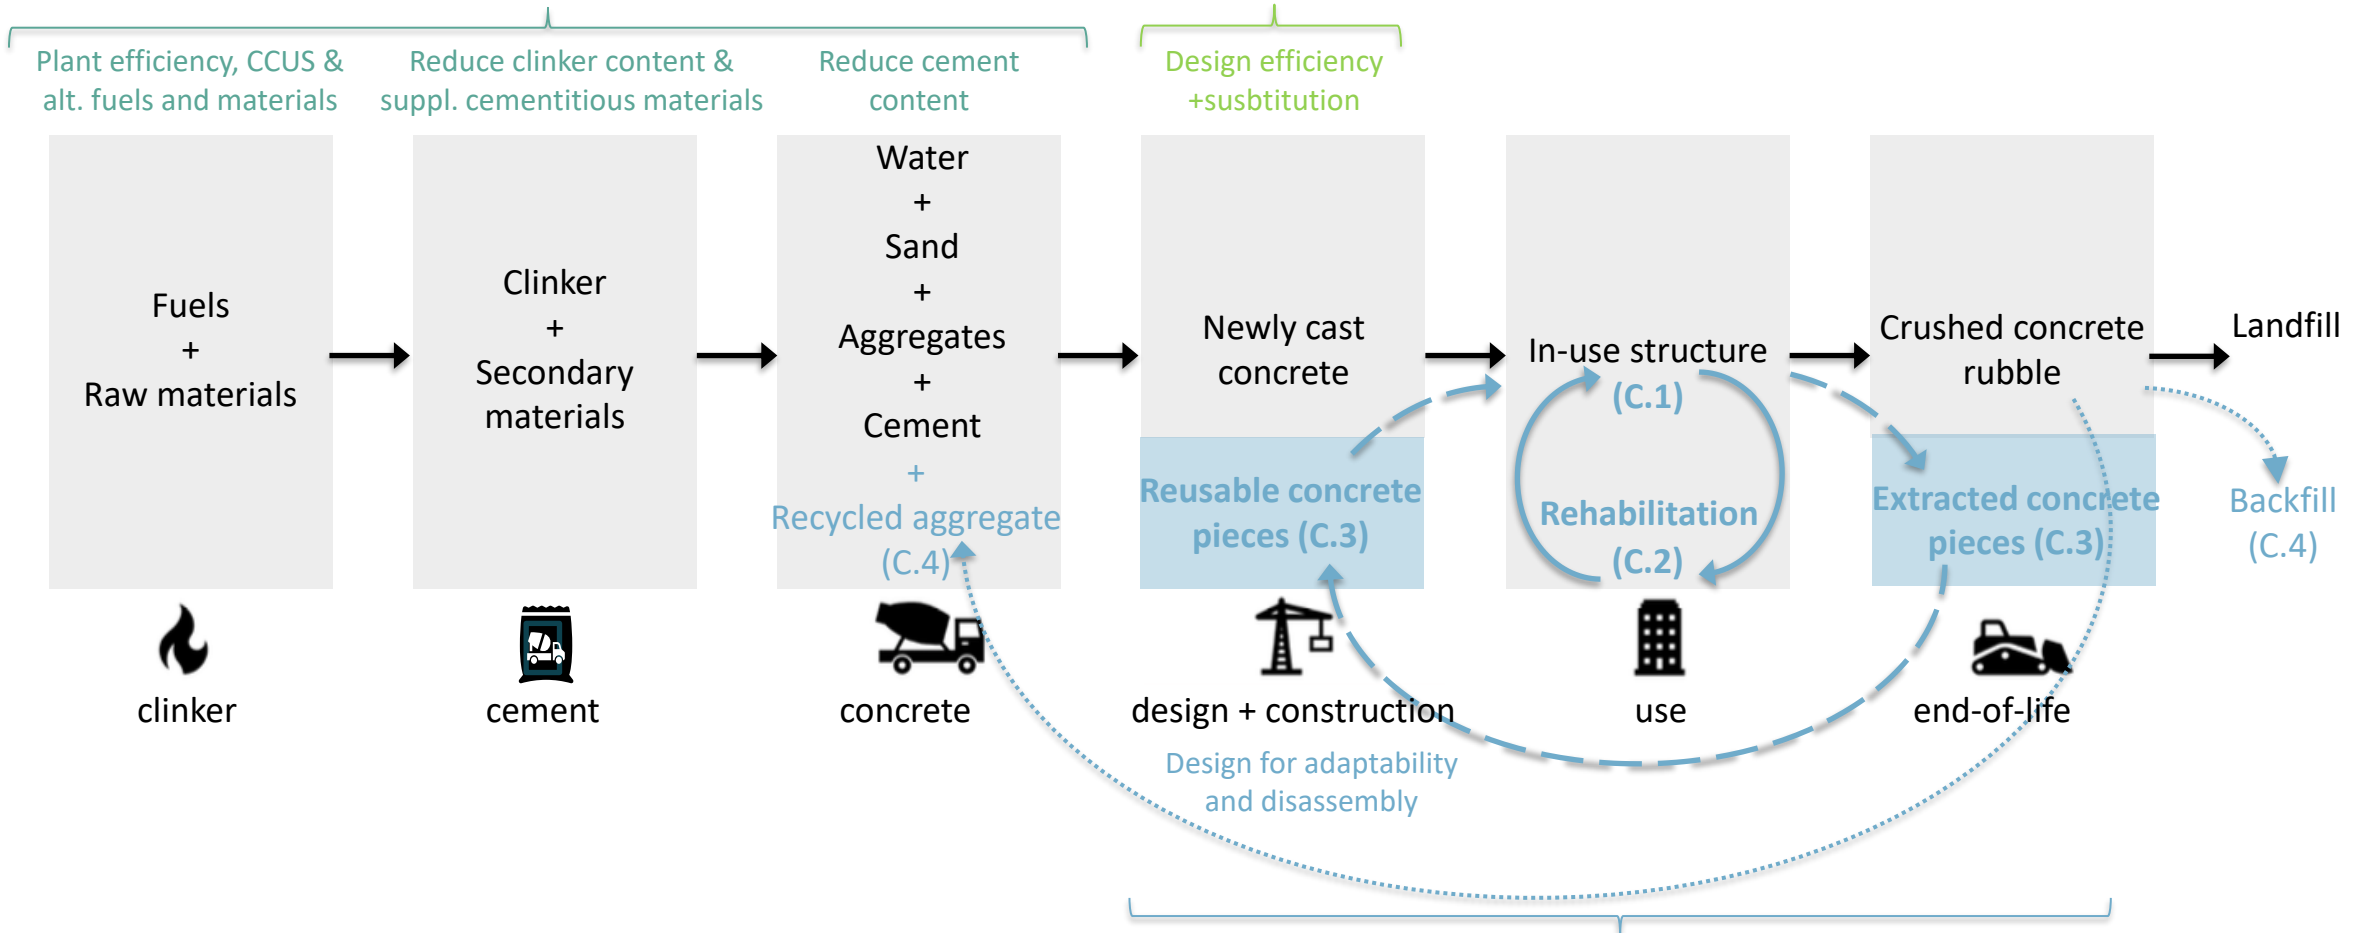 Plant efficiency, CCUS &
alt. fuels and materials
Reduce clinker content &
suppl. cementitious materials
Reduce cement
content
Design efficiency
+susbtitution
Fuels
+
Raw materials
Clinker
+
Secondary
materials
Water
+
Sand
+
Aggregates
+
Cement
+
Recycled aggregate
(C.4)
Newly cast
concrete
Reusable concrete
pieces (C.3)
In-use structure
(C.1)
Rehabilitation
(C.2)
Crushed concrete
rubble
Extracted concrete
pieces (C.3)
Landfill
Backfill
(C.4)
clinker
cement
concrete
design + construction
use
end-of-life
Design for adaptability
and disassembly